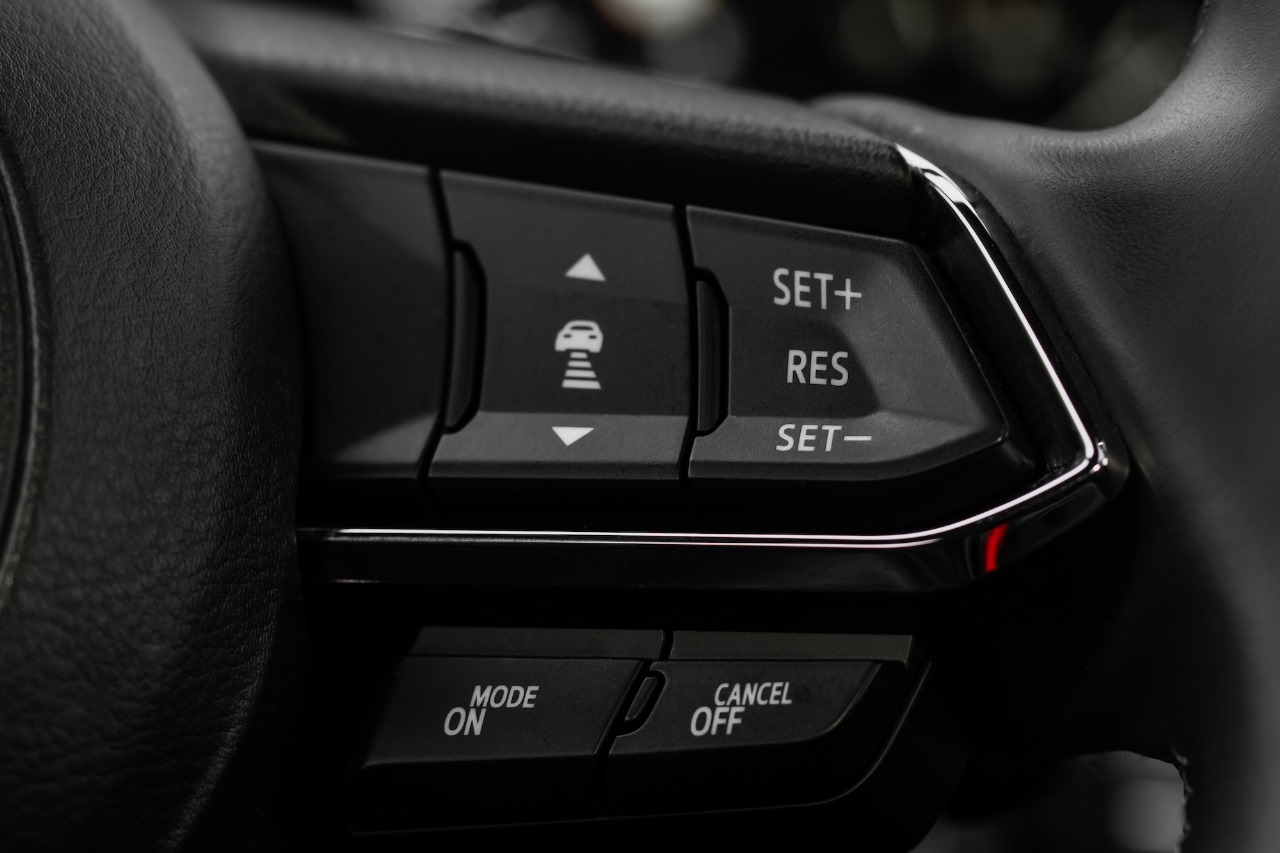 SET+
RES
SET−
MODE
ON
CANCEL
OFF